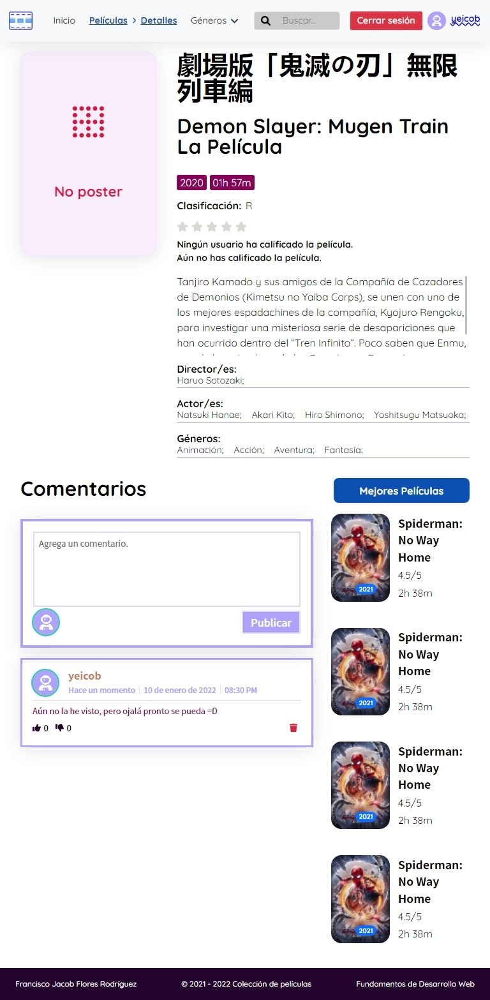 Inicio
Películas > Detalles
Géneros
Buscar...
Cerrar sesión
yeicob
No poster
劇場版「鬼滅の刃」無限
列車編
Demon Slayer: Mugen Train
La Película
2020 01h 57m
Clasificación: R
Ningún usuario ha calificado la película.
Aún no has calificado la película.
Tanjiro Kamado y sus amigos de la Compañía de Cazadores
de Demonios (Kimetsu no Yaiba Corps), se unen con uno de
los mejores espadachines de la compañía, Kyojuro Rengoku,
para investigar una misteriosa serie de desapariciones que
han ocurrido dentro del “Tren Infinito”. Poco saben que Enmu,
Director/es:
Haruo Sotozaki;
Actor/es:
Natsuki Hanae; Akari Kito; Hiro Shimono; Yoshitsugu Matsuoka;
Géneros:
Animación; Acción; Aventura; Fantasía;
Comentarios
Agrega un comentario.
Publicar
yeicob
Hace un momento | 10 de enero de 2022 | 08:30 PM
Aún no la he visto, pero ojalá pronto se pueda =D
0 0
Mejores Películas
2021
Spiderman:
No Way
Home
4.5/5
2h 38m
2021
Spiderman:
No Way
Home
4.5/5
2h 38m
2021
Spiderman:
No Way
Home
4.5/5
2h 38m
2021
Spiderman:
No Way
Home
4.5/5
2h 38m
Francisco Jacob Flores Rodríguez
© 2021 - 2022 Colección de películas
Fundamentos de Desarrollo Web